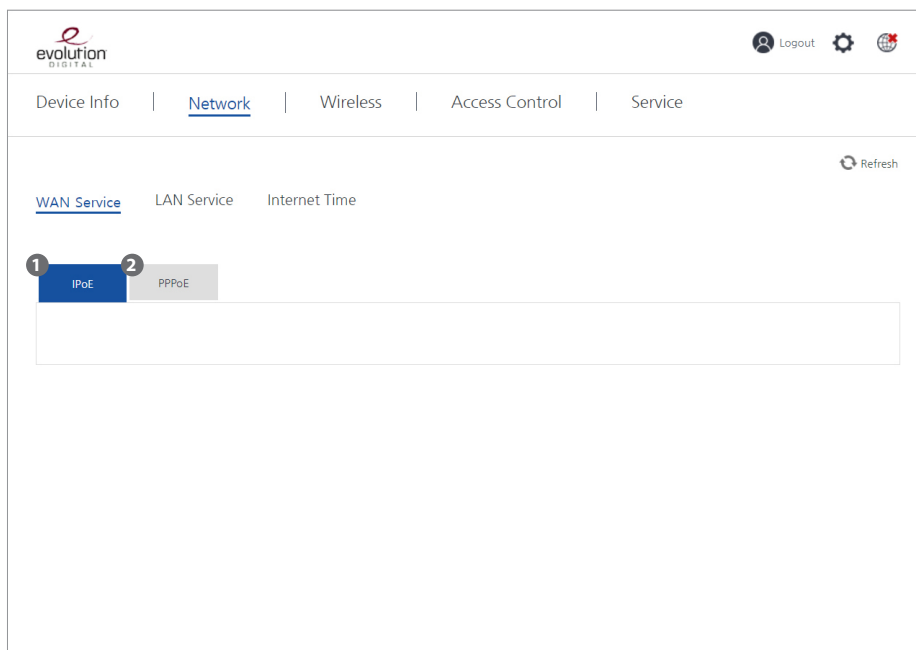 evolution
DIGITAL
Logout
Device Info Network Wireless Access Control Service
Refresh
WAN Service LAN Service Internet Time
1 2
IPoE PPPoE